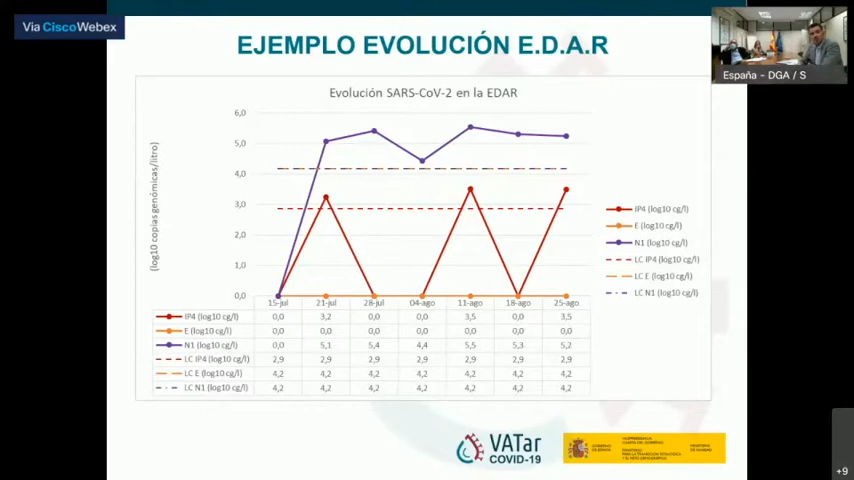 Via CiscoWebex
EJEMPLO EVOLUCIÓN E.D.A.R
España - DGA / S
Evolución SARS-CoV-2 en la EDAR
(log10 copias genómicas/litro)
6,0
5,0
4,0
3,0
2,0
1,0
0,0
15-jul 21-jul 28-jul 04-ago 11-ago 18-ago 25-ago
IP4 (log10 cg/l) 0,0 3,2 0,0 0,0 3,5 0,0 3,5
E (log10 cg/l) 0,0 0,0 0,0 0,0 0,0 0,0 0,0
N1 (log10 cg/l) 0,0 5,1 5,4 4,4 5,5 5,3 5,2
LC IP4 (log10 cg/l) 2,9 2,9 2,9 2,9 2,9 2,9 2,9
LC E (log10 cg/l) 4,2 4,2 4,2 4,2 4,2 4,2 4,2
LC N1 (log10 cg/l) 4,2 4,2 4,2 4,2 4,2 4,2 4,2
IP4 (log10 cg/l)
E (log10 cg/l)
N1 (log10 cg/l)
LC IP4 (log10 cg/l)
LC E (log10 cg/l)
LC N1 (log10 cg/l)
VATar
COVID-19
GOBIERNO
DE ESPAÑA
MINISTERIO
DE SANIDAD
+9